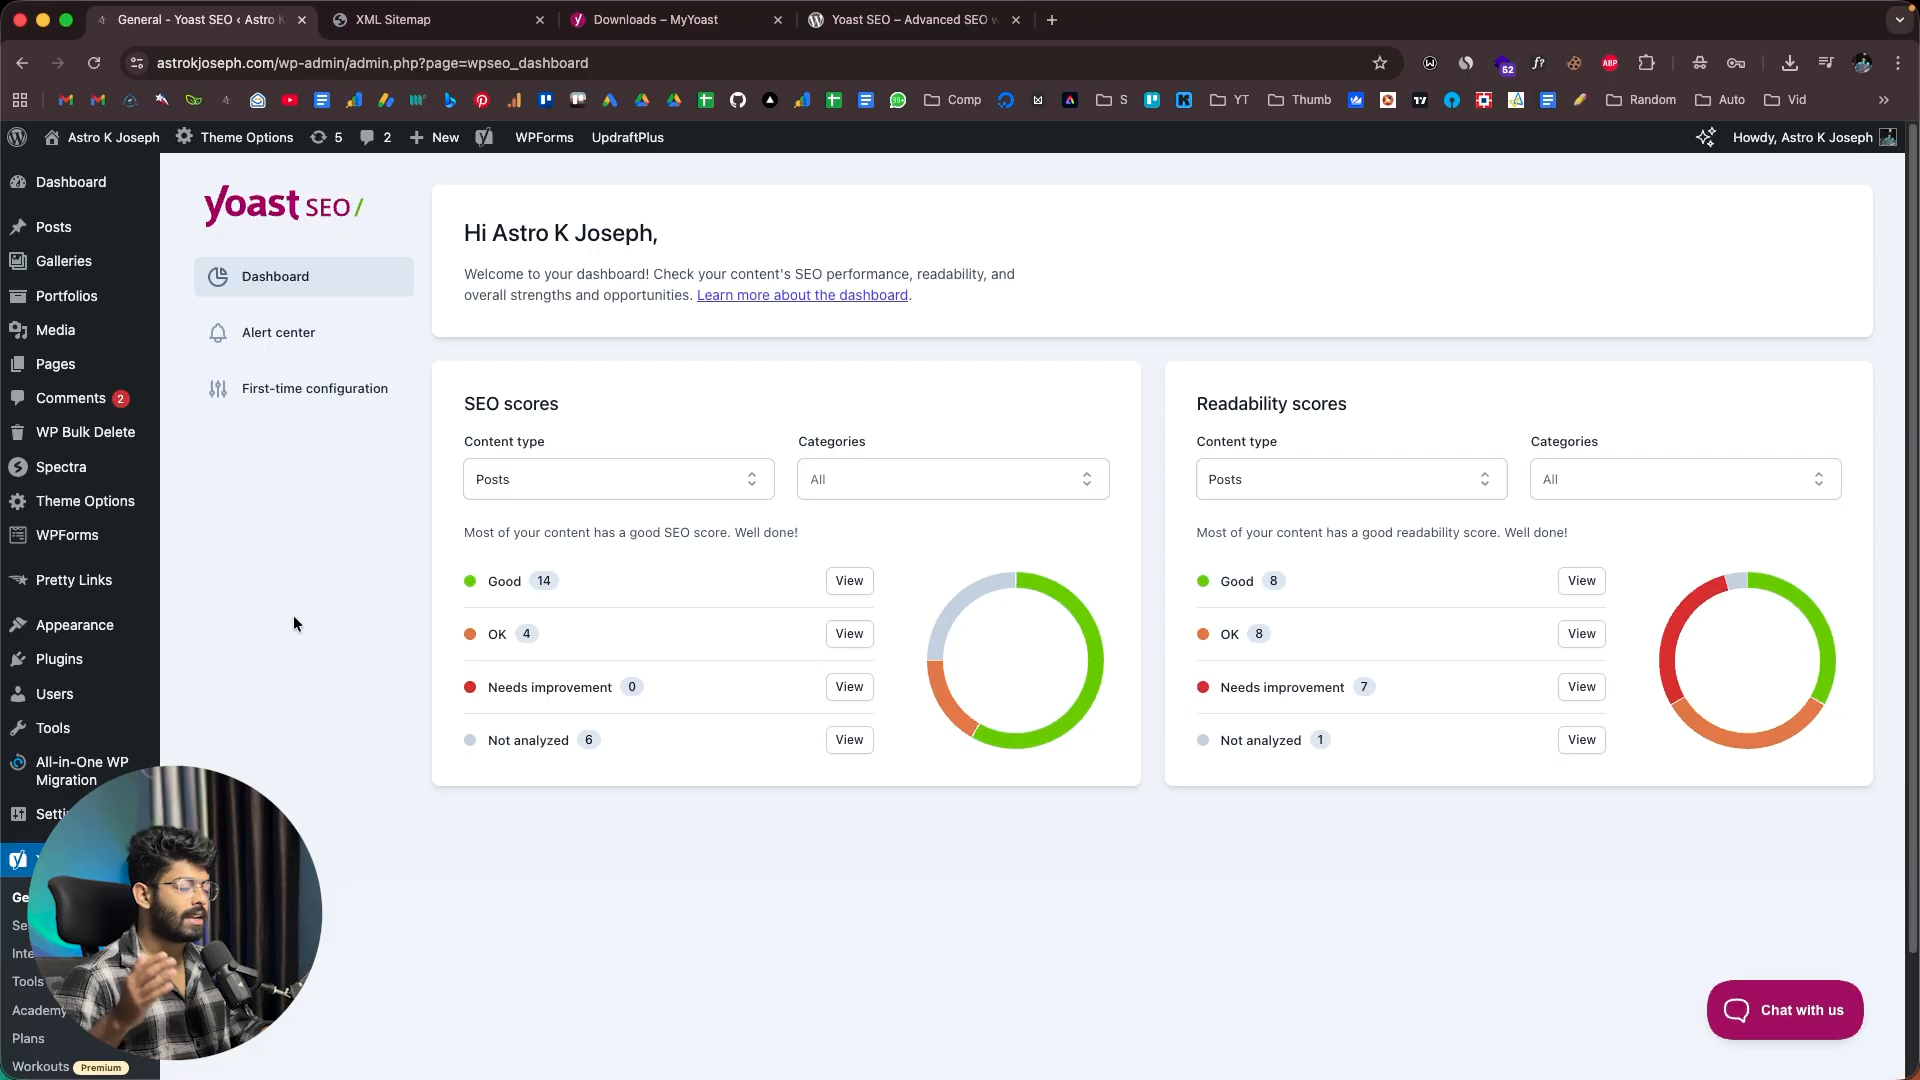 General - Yoast SEO ‹ Astro K
XML Sitemap
Downloads – MyYoast
Yoast SEO – Advanced SEO w
astrokjoseph.com/wp-admin/admin.php?page=wpseo_dashboard
52
f?
ABP
Comp
S
YT
Thumb
Random
Auto
Vid
Astro K Joseph
Theme Options
5
2
New
WPForms
UpdraftPlus
Howdy, Astro K Joseph
Dashboard
Posts
Galleries
Portfolios
Media
Pages
Comments 2
WP Bulk Delete
Spectra
Theme Options
WPForms
Pretty Links
Appearance
Plugins
Users
Tools
All-in-One WP
Migration
Setti
Ge
Se
Inte
Tools
Academy
Plans
Workouts Premium
yoast SEO/
Dashboard
Alert center
First-time configuration
Hi Astro K Joseph,
Welcome to your dashboard! Check your content's SEO performance, readability, and
overall strengths and opportunities. Learn more about the dashboard.
SEO scores
Content type
Categories
Posts
All
Most of your content has a good SEO score. Well done!
Good 14 View
OK 4 View
Needs improvement 0 View
Not analyzed 6 View
Readability scores
Content type
Categories
Posts
All
Most of your content has a good readability score. Well done!
Good 8 View
OK 8 View
Needs improvement 7 View
Not analyzed 1 View
Chat with us